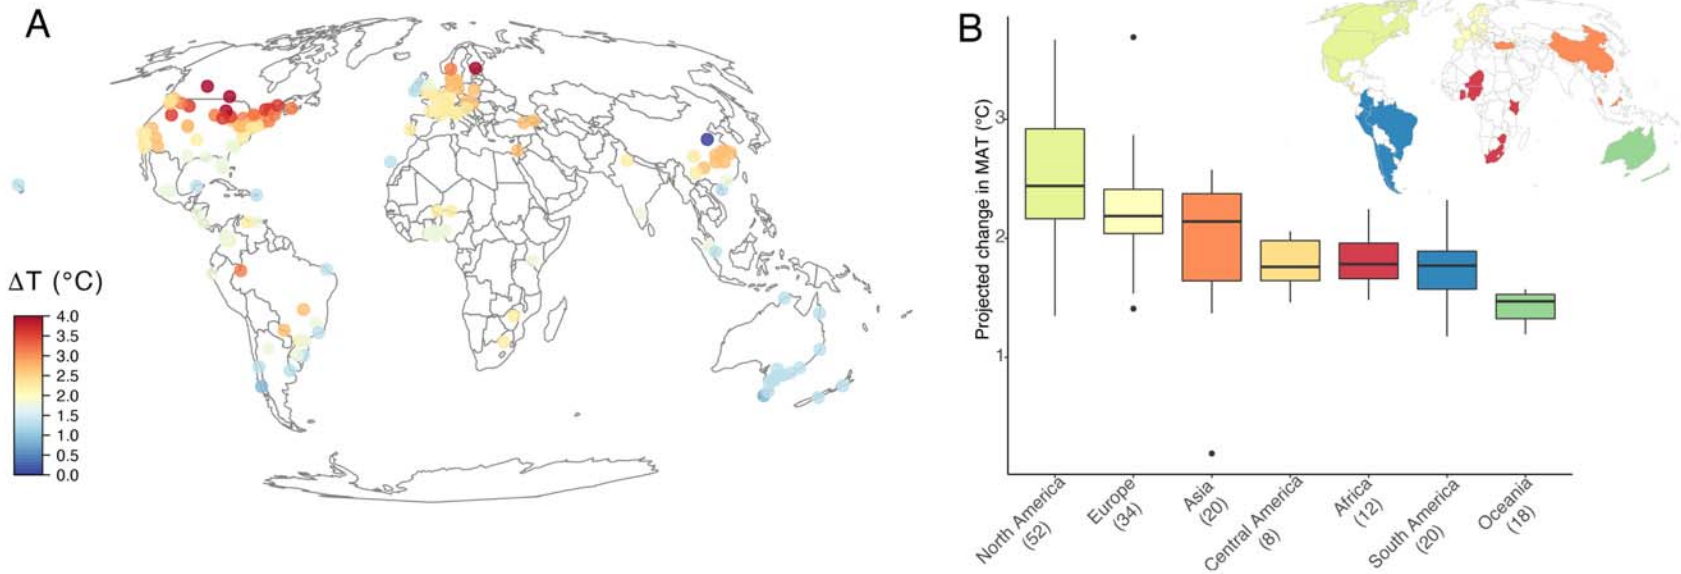 A
ΔT (°C)
4.0
3.5
3.0
2.5
2.0
1.5
1.0
0.5
0.0
B
Projected change in MAT (°C)
3
2
1
North America
(52)
Europe
(34)
Asia
(20)
Central America
(8)
Africa
(12)
South America
(20)
Oceania
(18)